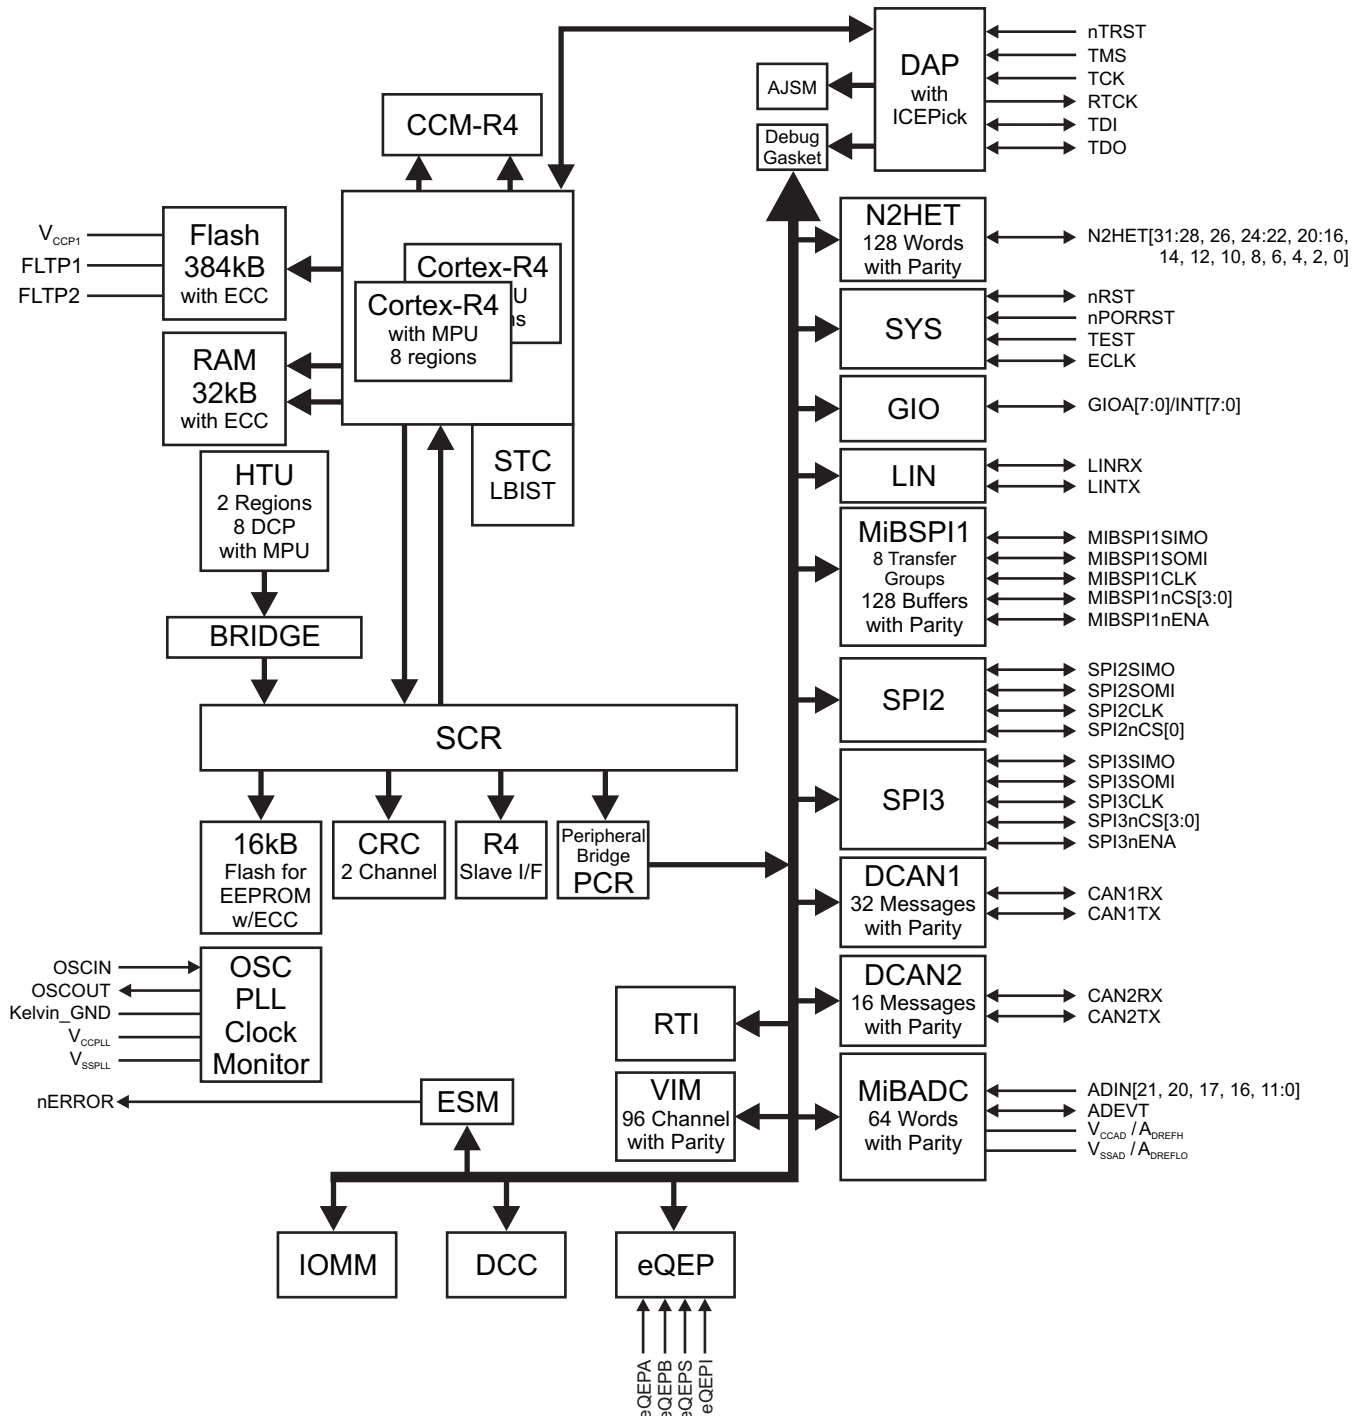 DAP
with
ICEPick
nTRST
TMS
TCK
RTCK
TDI
TDO
AJSM
Debug
Gasket
CCM-R4
V_CCP1
FLTP1
FLTP2
Flash
384kB
with ECC
Cortex-R4
U
ns
Cortex-R4
with MPU
8 regions
RAM
32kB
with ECC
STC
LBIST
HTU
2 Regions
8 DCP
with MPU
BRIDGE
SCR
16kB
Flash for
EEPROM
w/ECC
CRC
2 Channel
R4
Slave I/F
Peripheral
Bridge
PCR
OSCIN
OSCOUT
Kelvin_GND
V_CCPLL
V_SSPLL
OSC
PLL
Clock
Monitor
nERROR
ESM
RTI
VIM
96 Channel
with Parity
IOMM
DCC
eQEP
eQEPA
eQEPB
eQEPS
eQEPI
N2HET
128 Words
with Parity
N2HET[31:28, 26, 24:22, 20:16,
14, 12, 10, 8, 6, 4, 2, 0]
SYS
nRST
nPORRST
TEST
ECLK
GIO
GIOA[7:0]/INT[7:0]
LIN
LINRX
LINTX
MiBSPI1
8 Transfer
Groups
128 Buffers
with Parity
MIBSPI1SIMO
MIBSPI1SOMI
MIBSPI1CLK
MIBSPI1nCS[3:0]
MIBSPI1nENA
SPI2
SPI2SIMO
SPI2SOMI
SPI2CLK
SPI2nCS[0]
SPI3
SPI3SIMO
SPI3SOMI
SPI3CLK
SPI3nCS[3:0]
SPI3nENA
DCAN1
32 Messages
with Parity
CAN1RX
CAN1TX
DCAN2
16 Messages
with Parity
CAN2RX
CAN2TX
MiBADC
64 Words
with Parity
ADIN[21, 20, 17, 16, 11:0]
ADEVT
V_CCAD / A_DREFH
V_SSAD / A_DREFLO